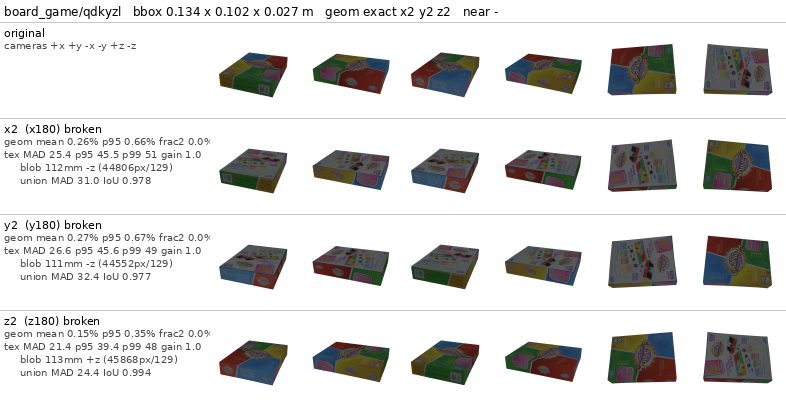 board_game/qdkyzl   bbox 0.134 x 0.102 x 0.027 m   geom exact x2 y2 z2   near -
original
cameras +x +y -x -y +z -z
x2  (x180) broken
geom mean 0.26% p95 0.66% frac2 0.0%
tex MAD 25.4 p95 45.5 p99 51 gain 1.0
blob 112mm -z (44806px/129)
union MAD 31.0 IoU 0.978
y2  (y180) broken
geom mean 0.27% p95 0.67% frac2 0.0%
tex MAD 26.6 p95 45.6 p99 49 gain 1.0
blob 111mm -z (44552px/129)
union MAD 32.4 IoU 0.977
z2  (z180) broken
geom mean 0.15% p95 0.35% frac2 0.0%
tex MAD 21.4 p95 39.4 p99 48 gain 1.0
blob 113mm +z (45868px/129)
union MAD 24.4 IoU 0.994